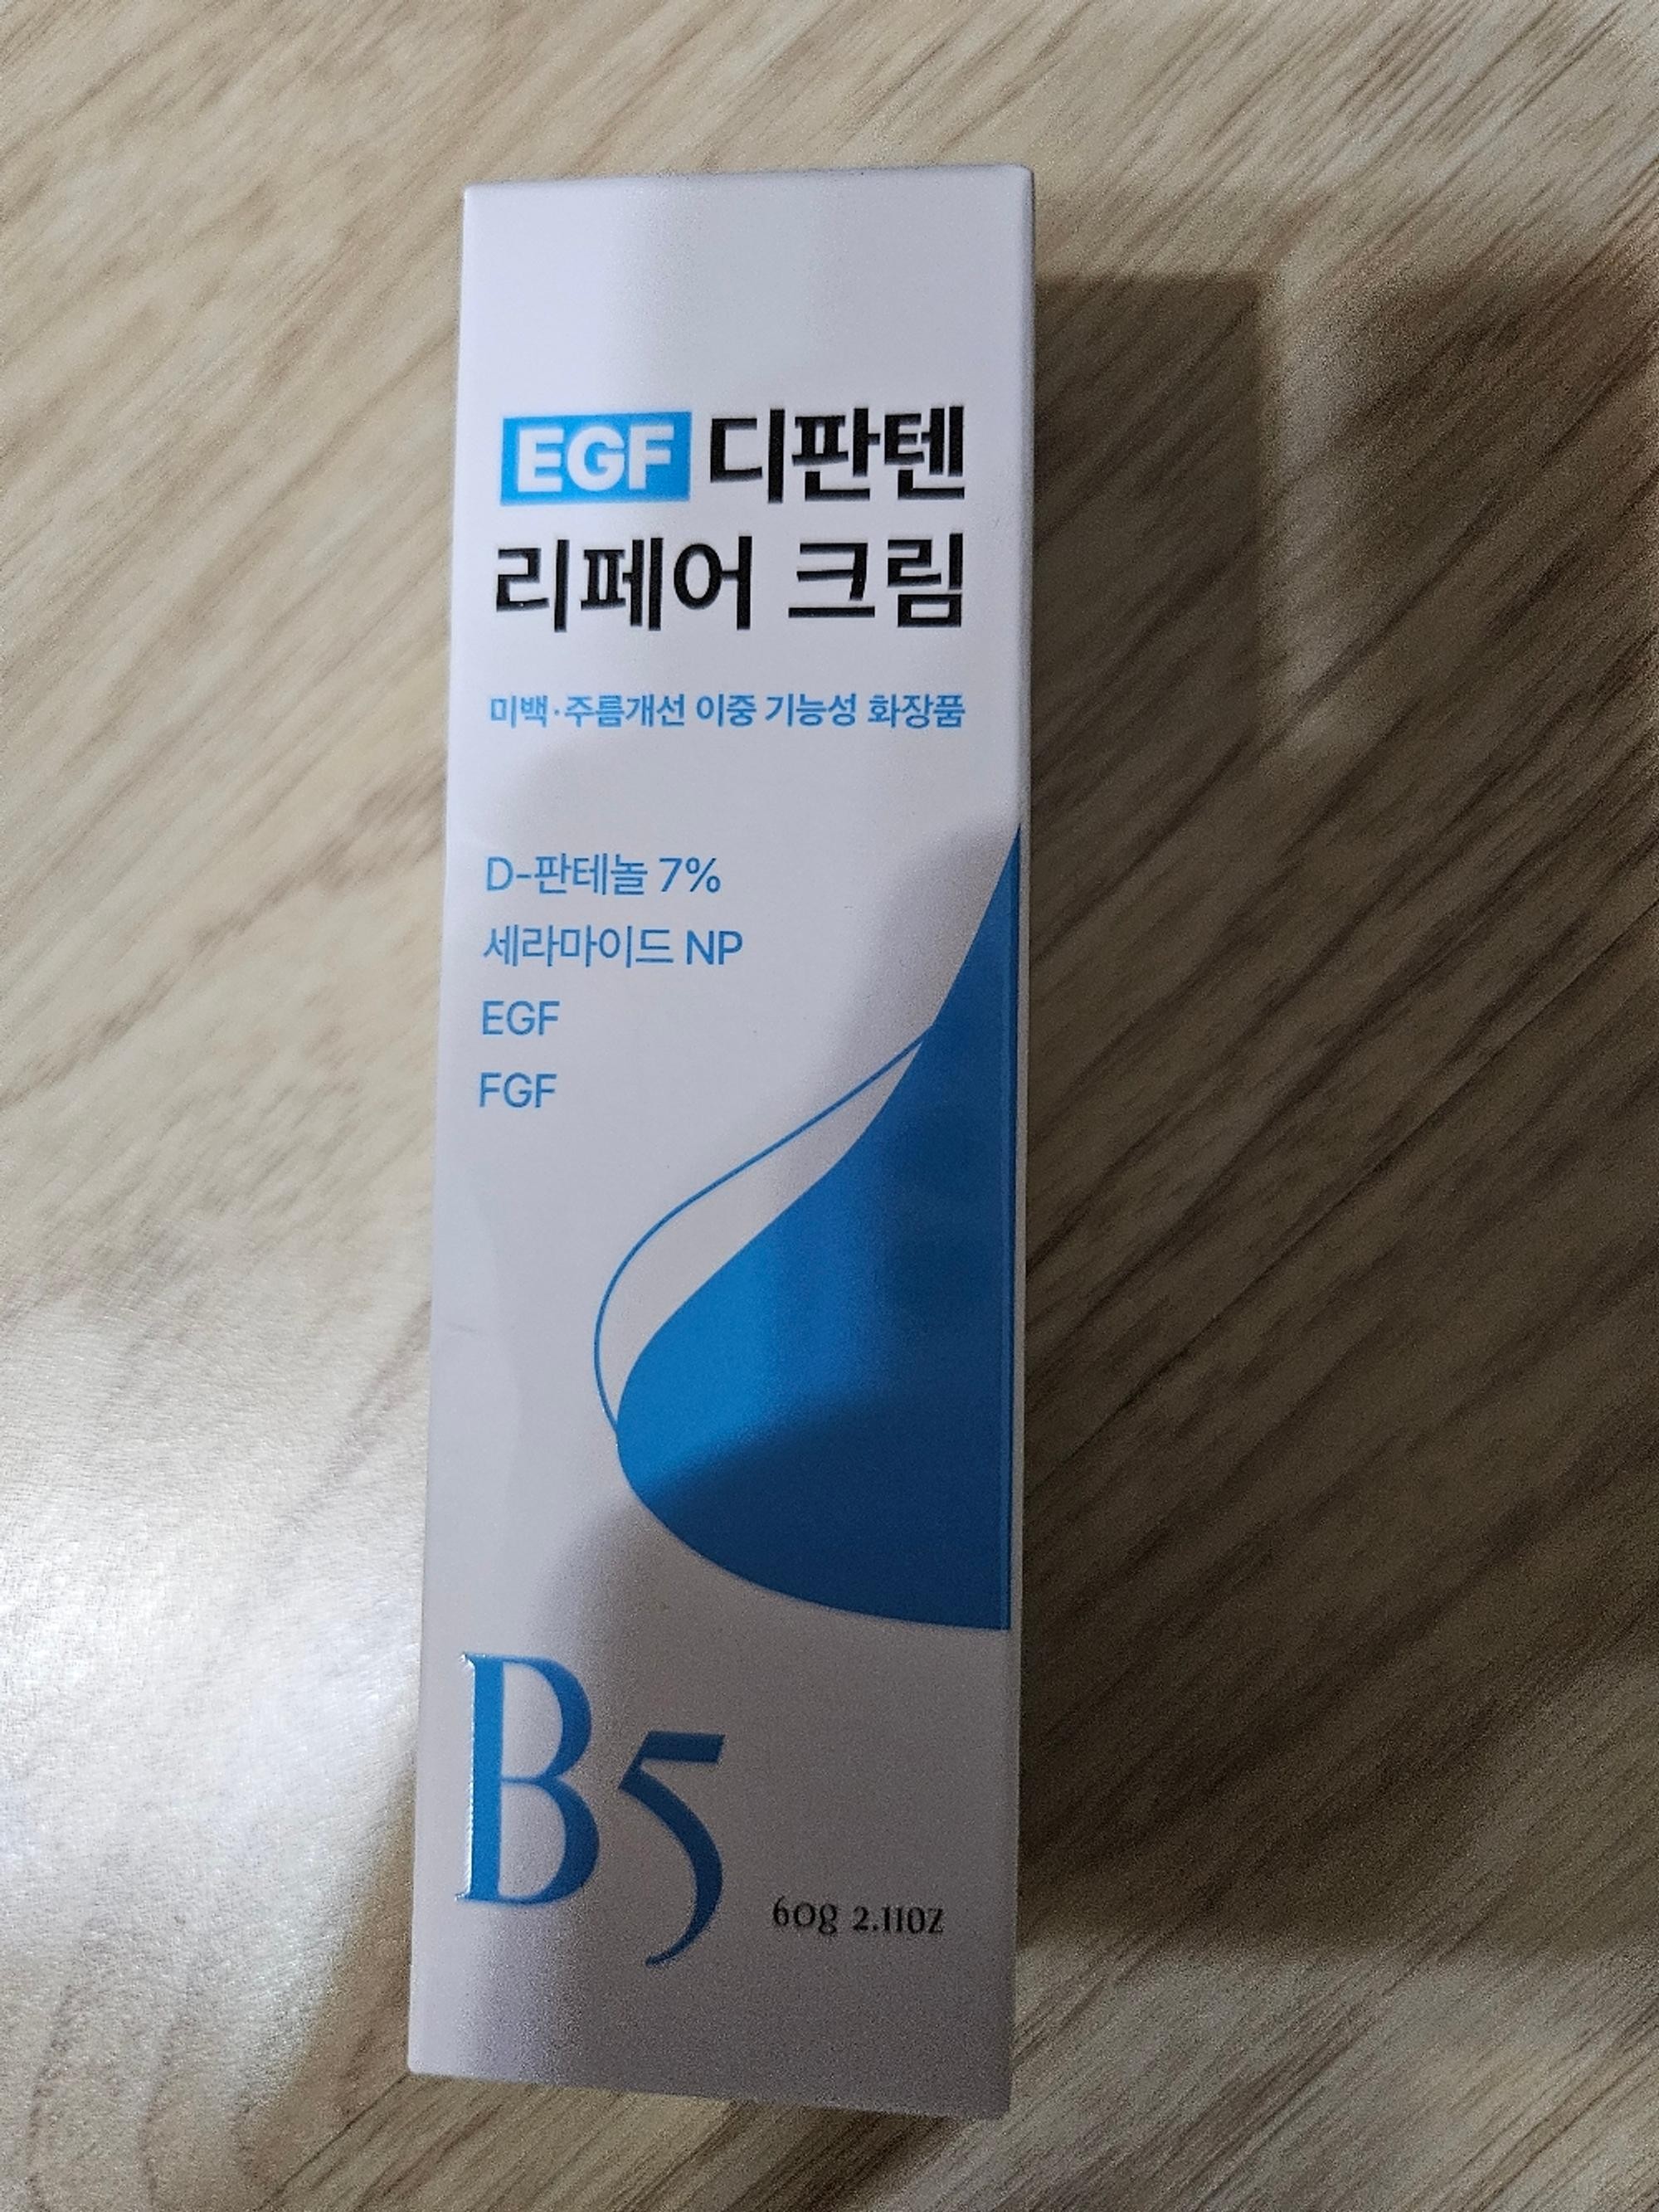 EGF 디판텐
리페어 크림
미백·주름개선 이중 기능성 화장품
D-판테놀 7%
세라마이드 NP
EGF
FGF
B5
60g 2.11OZ